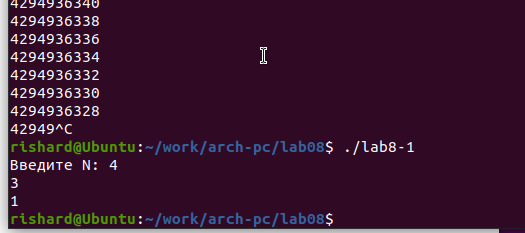 4294936340
4294936338
4294936336
4294936334
4294936332
4294936330
4294936328
42949^C
rishard@Ubuntu:~/work/arch-pc/lab08$ ./lab8-1
Введите N: 4
3
1
rishard@Ubuntu:~/work/arch-pc/lab08$